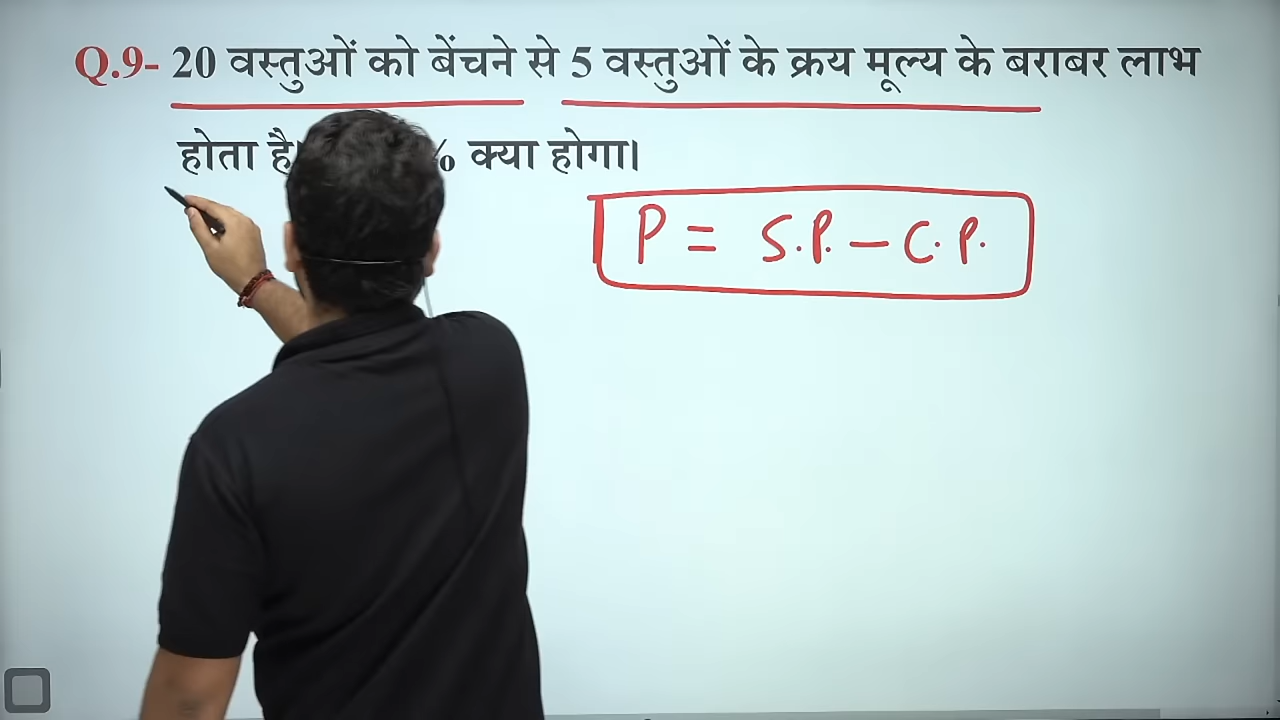 Q.9- 20 वस्तुओं को बेंचने से 5 वस्तुओं के क्रय मूल्य के बराबर लाभ
होता है क्या होगा।
P = S.P. – C.P.